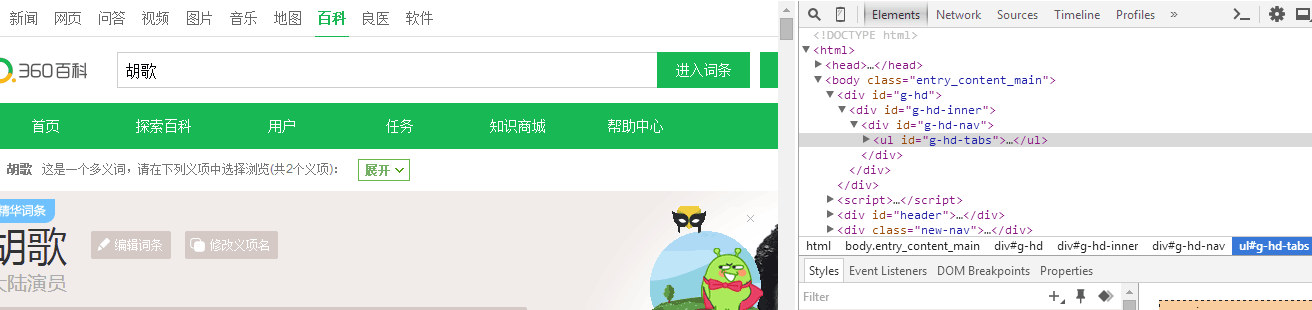 新闻 网页 问答 视频 图片 音乐 地图 百科 良医 软件
360百科 胡歌 进入词条
首页 探索百科 用户 任务 知识商城 帮助中心
胡歌 这是一个多义词，请在下列义项中选择浏览(共2个义项)： 展开
精华词条
胡歌 编辑词条 修改义项名
大陆演员
Elements Network Sources Timeline Profiles »
<!DOCTYPE html>
<html>
<head>…</head>
<body class="entry_content_main">
<div id="g-hd">
<div id="g-hd-inner">
<div id="g-hd-nav">
<ul id="g-hd-tabs">…</ul>
</div>
</div>
</div>
<script>…</script>
<div id="header">…</div>
<div class="new-nav">…</div>
html body.entry_content_main div#g-hd div#g-hd-inner div#g-hd-nav ul#g-hd-tabs
Styles Event Listeners DOM Breakpoints Properties
Filter